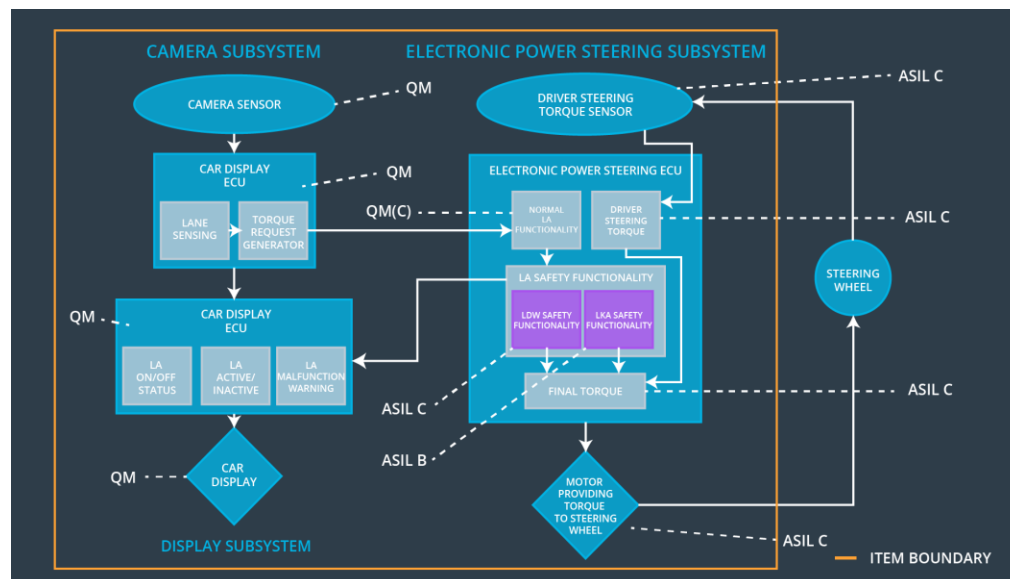 CAMERA SUBSYSTEM
ELECTRONIC POWER STEERING SUBSYSTEM
CAMERA SENSOR
QM
DRIVER STEERING
TORQUE SENSOR
ASIL C
CAR DISPLAY
ECU
QM
LANE
SENSING
TORQUE
REQUEST
GENERATOR
QM(C)
ELECTRONIC POWER STEERING ECU
NORMAL
LA
FUNCTIONALITY
DRIVER
STEERING
TORQUE
ASIL C
STEERING
WHEEL
LA SAFETY FUNCTIONALITY
LDW SAFETY
FUNCTIONALITY
LKA SAFETY
FUNCTIONALITY
QM
CAR DISPLAY
ECU
LA
ON/OFF
STATUS
LA
ACTIVE/
INACTIVE
LA
MALFUNCTION
WARNING
FINAL TORQUE
ASIL C
ASIL C
ASIL B
QM
CAR
DISPLAY
MOTOR
PROVIDING
TORQUE
TO STEERING
WHEEL
ASIL C
DISPLAY SUBSYSTEM
ITEM BOUNDARY